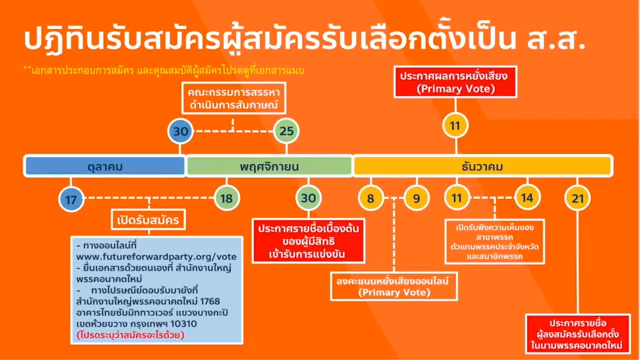 ปฏิทินรับสมัครผู้สมัครรับเลือกตั้งเป็น ส.ส.
**เอกสารประกอบการสมัคร และคุณสมบัติผู้สมัครโปรดดูที่เอกสารแนบ
ประกาศผลการหยั่งเสียง
(Primary Vote)
คณะกรรมการสรรหา
ดำเนินการสัมภาษณ์
11
30
25
ตุลาคม
พฤศจิกายน
ธันวาคม
17
18
30
8
9
11
14
21
เปิดรับสมัคร
- ทางออนไลน์ที่
www.futureforwardparty.org/vote
- ยื่นเอกสารด้วยตนเองที่ สำนักงานใหญ่
พรรคอนาคตใหม่
- ทางไปรษณีย์ตอบรับมายังที่
สำนักงานใหญ่พรรคอนาคตใหม่ 1768
อาคารไทยซัมมิททาวเวอร์ แขวงบางกะปิ
เขตห้วยขวาง กรุงเทพฯ 10310
(โปรดระบุว่าสมัครอะไรด้วย)
ประกาศรายชื่อเบื้องต้น
ของผู้มีสิทธิ
เข้ารับการแข่งขัน
ลงคะแนนหยั่งเสียงออนไลน์
(Primary Vote)
เปิดรับฟังความเห็นของ
สาขาพรรค
ตัวแทนพรรคประจำจังหวัด
และสมาชิกพรรค
ประกาศรายชื่อ
ผู้ลงสมัครรับเลือกตั้ง
ในนามพรรคอนาคตใหม่